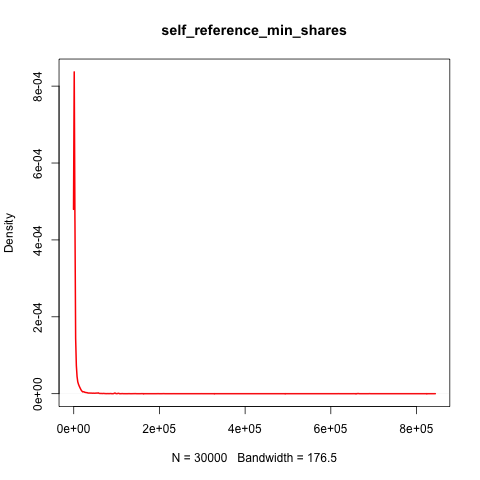 self_reference_min_shares
Density
8e-04
6e-04
4e-04
2e-04
0e+00
0e+00 2e+05 4e+05 6e+05 8e+05
N = 30000 Bandwidth = 176.5